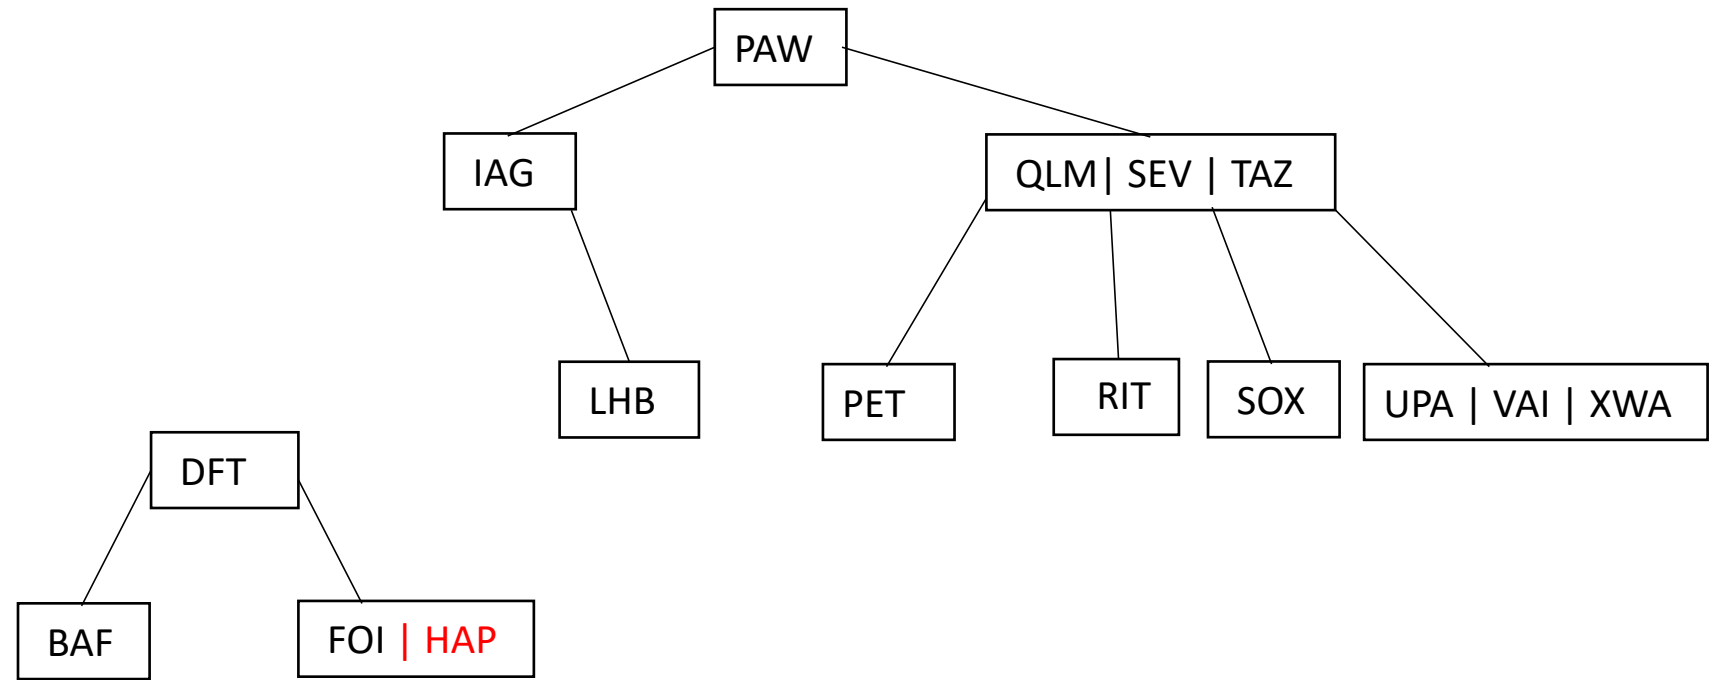 PAW
IAG
QLM| SEV | TAZ
LHB
PET
RIT
SOX
UPA | VAI | XWA
DFT
BAF
FOI | HAP